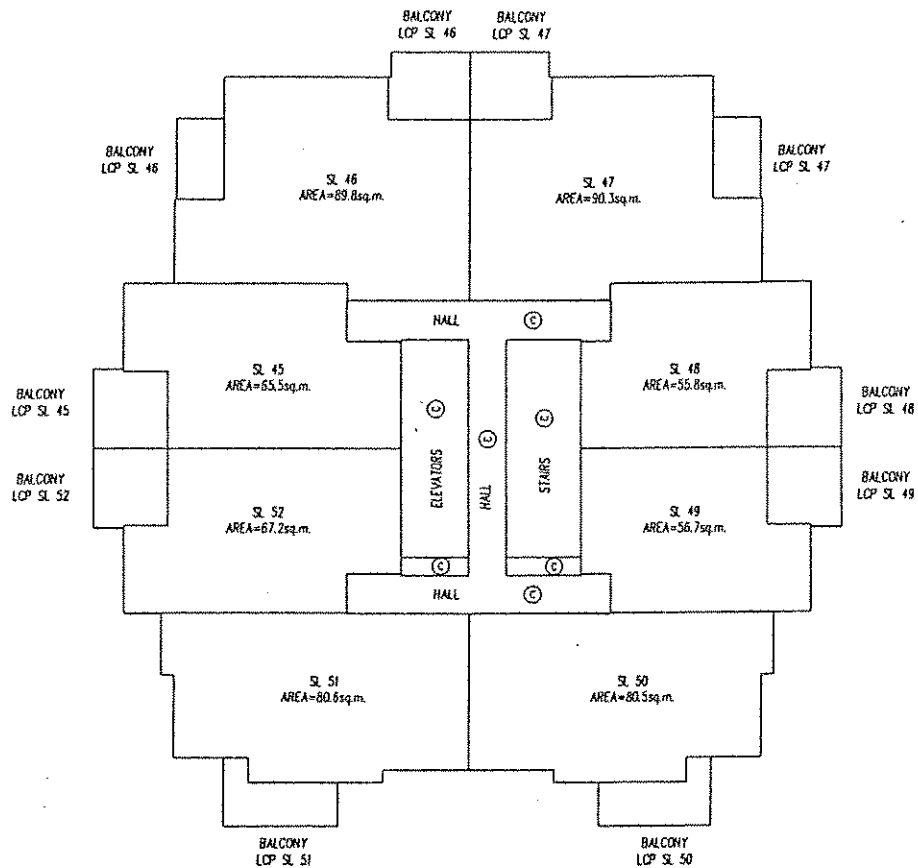 BALCONY
LCP SL 46
BALCONY
LCP SL 47
BALCONY
LCP SL 46
BALCONY
LCP SL 47
SL 46
AREA=89.8sq.m.
SL 47
AREA=90.3sq.m.
HALL
C
SL 45
AREA=65.5sq.m.
SL 48
AREA=55.8sq.m.
BALCONY
LCP SL 45
BALCONY
LCP SL 48
C
ELEVATORS
C
HALL
C
STAIRS
BALCONY
LCP SL 52
BALCONY
LCP SL 49
SL 52
AREA=67.2sq.m.
SL 49
AREA=56.7sq.m.
C
C
HALL
C
SL 51
AREA=80.6sq.m.
SL 50
AREA=80.5sq.m.
BALCONY
LCP SL 51
BALCONY
LCP SL 50